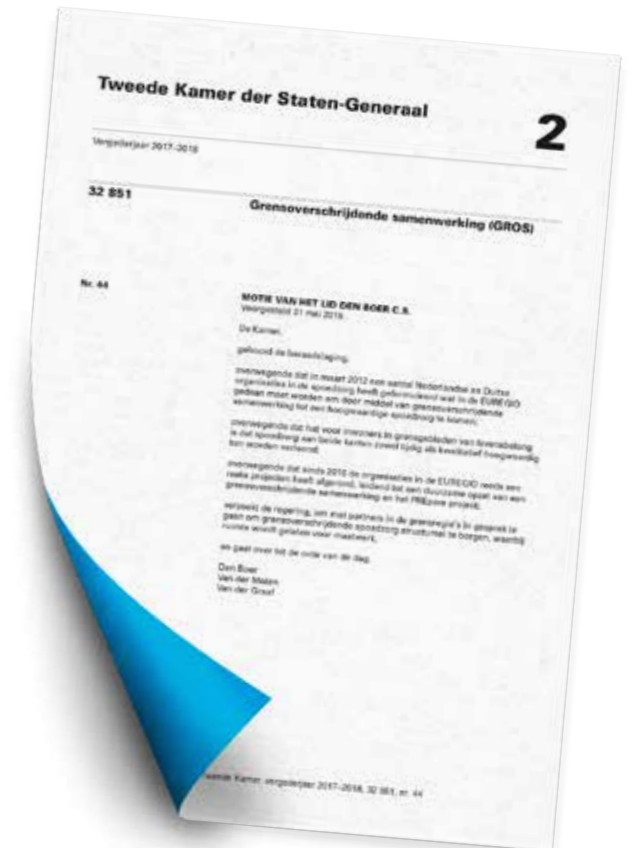 Tweede Kamer der Staten-Generaal
2
Vergaderjaar 2017-2018
32 851
Grensoverschrijdende samenwerking (GROS)
Nr. 44
MOTIE VAN HET LID DEN BOER C.S.
Voorgesteld 31 mei 2018
De Kamer,
gehoord de beraadslaging,
overwegende dat in maart 2012 een aantal Nederlandse en Duitse
organisaties in de spoedzorg heeft geformuleerd wat in de EUREGIO
gedaan moet worden om door middel van grensoverschrijdende
samenwerking tot een hoogwaardige spoedzorg te komen;
overwegende dat het voor inwoners in grensgebieden van levensbelang
is dat spoedzorg aan beide kanten zowel tijdig als kwalitatief hoogwaardig
kan worden verleend;
overwegende dat sinds 2016 de organisaties in de EUREGIO reeds een
reeks projecten heeft afgerond, leidend tot een duurzame opzet van een
grensoverschrijdende samenwerking en het PREpare project;
verzoekt de regering, om met partners in de grensregio's in gesprek te
gaan om grensoverschrijdende spoedzorg structureel te borgen, waarbij
ruimte wordt gelaten voor maatwerk,
en gaat over tot de orde van de dag.
Den Boer
Van der Molen
Van der Graaf
Kamer, vergaderjaar 2017-2018, 32 851, nr. 44